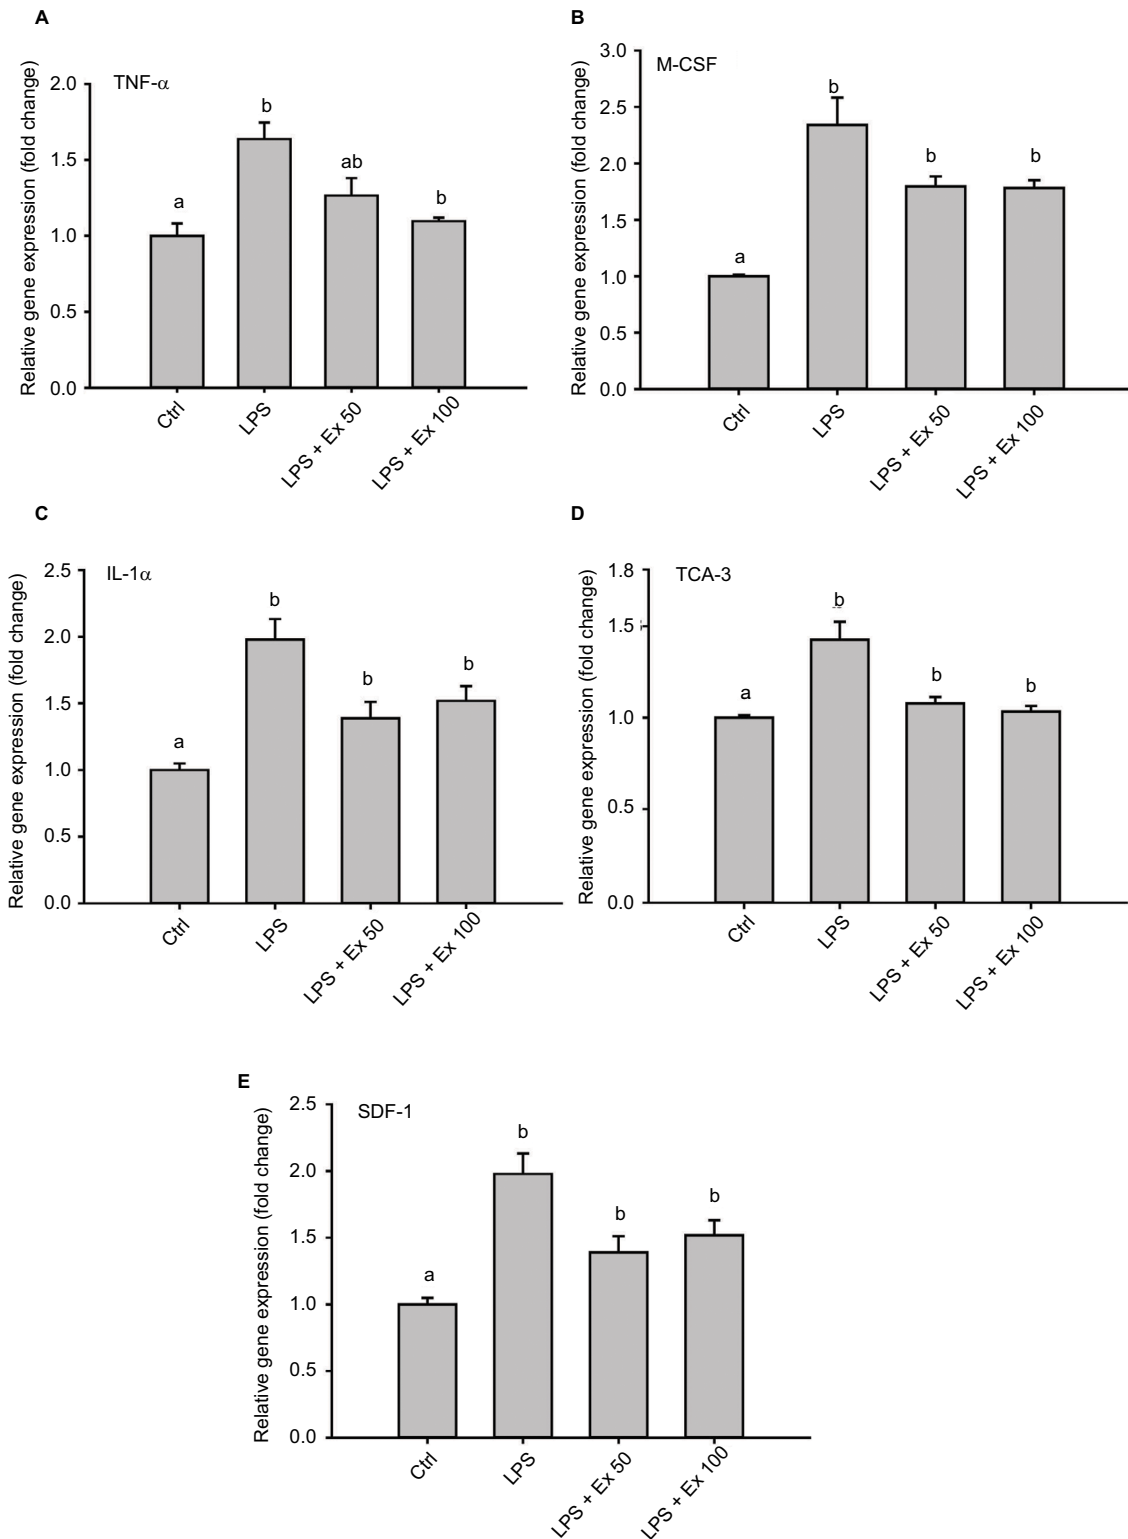 A
TNF-α
Relative gene expression (fold change)
2.0
1.5
1.0
0.5
0.0
a
b
ab
b
Ctrl
LPS
LPS + Ex 50
LPS + Ex 100
B
M-CSF
Relative gene expression (fold change)
3.0
2.5
2.0
1.5
1.0
0.5
0.0
a
b
b
b
Ctrl
LPS
LPS + Ex 50
LPS + Ex 100
C
IL-1α
Relative gene expression (fold change)
2.5
2.0
1.5
1.0
0.5
0.0
a
b
b
b
Ctrl
LPS
LPS + Ex 50
LPS + Ex 100
D
TCA-3
Relative gene expression (fold change)
1.8
1.5
1.0
0.5
0.0
a
b
b
b
Ctrl
LPS
LPS + Ex 50
LPS + Ex 100
E
SDF-1
Relative gene expression (fold change)
2.5
2.0
1.5
1.0
0.5
0.0
a
b
b
b
Ctrl
LPS
LPS + Ex 50
LPS + Ex 100